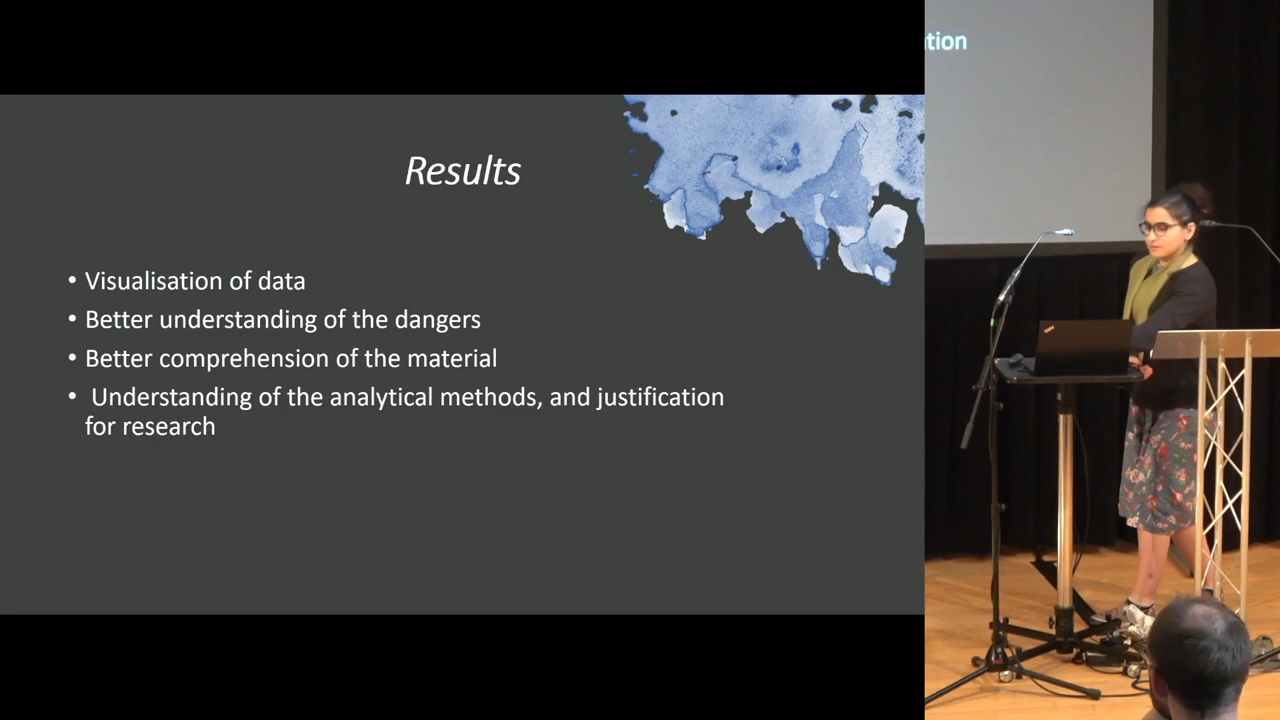 Results
• Visualisation of data
• Better understanding of the dangers
• Better comprehension of the material
• Understanding of the analytical methods, and justification
for research
tion